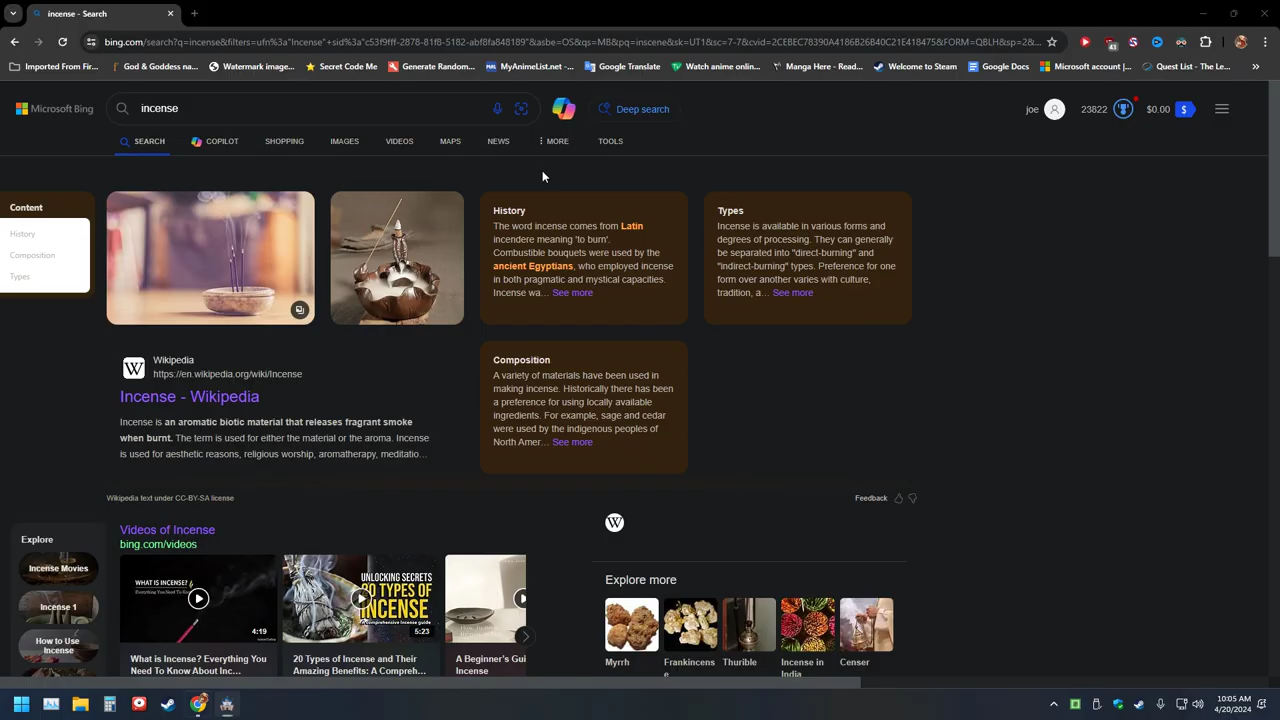 incense - Search
bing.com/search?q=incense&filters=ufn%3a"Incense"+sid%3a"c53f9fff-2878-81f8-5182-abf8fa848189"&asbe=OS&qs=MB&pq=inscene&sk=UT1&sc=7-7&cvid=2CEBEC78390A4186B26B40C21E418475&FORM=QBLH&sp=2&...
43
Imported From Fir...
God & Goddess na...
Watermark image...
Secret Code Me
Generate Random...
MAL
MyAnimeList.net -...
Google Translate
Watch anime onlin...
Manga Here - Read...
Welcome to Steam
Google Docs
Microsoft account |...
Quest List - The Le...
Microsoft Bing
incense
Deep search
joe
23822
$0.00
$
SEARCH
COPILOT
SHOPPING
IMAGES
VIDEOS
MAPS
NEWS
MORE
TOOLS
Content
History
Composition
Types
History
The word incense comes from Latin
incendere meaning 'to burn'.
Combustible bouquets were used by the
ancient Egyptians, who employed incense
in both pragmatic and mystical capacities.
Incense wa... See more
Types
Incense is available in various forms and
degrees of processing. They can generally
be separated into "direct-burning" and
"indirect-burning" types. Preference for one
form over another varies with culture,
tradition, a... See more
W
Wikipedia
https://en.wikipedia.org/wiki/Incense
Incense - Wikipedia
Incense is an aromatic biotic material that releases fragrant smoke
when burnt. The term is used for either the material or the aroma. Incense
is used for aesthetic reasons, religious worship, aromatherapy, meditatio...
Composition
A variety of materials have been used in
making incense. Historically there has been
a preference for using locally available
ingredients. For example, sage and cedar
were used by the indigenous peoples of
North Amer... See more
Wikipedia text under CC-BY-SA license
Feedback
W
Explore
Incense Movies
Incense 1
How to Use
Incense
Videos of Incense
bing.com/videos
WHAT IS INCENSE?
Everything You Need To Know
4:19
What is Incense? Everything You
Need To Know About Inc...
UNLOCKING SECRETS
20 TYPES OF
INCENSE
A comprehensive Incense guide
5:23
20 Types of Incense and Their
Amazing Benefits: A Compreh...
A Beginner's Gui
Incense
Explore more
Myrrh
Frankincens
e
Thurible
Incense in
India
Censer
10:05 AM
4/20/2024